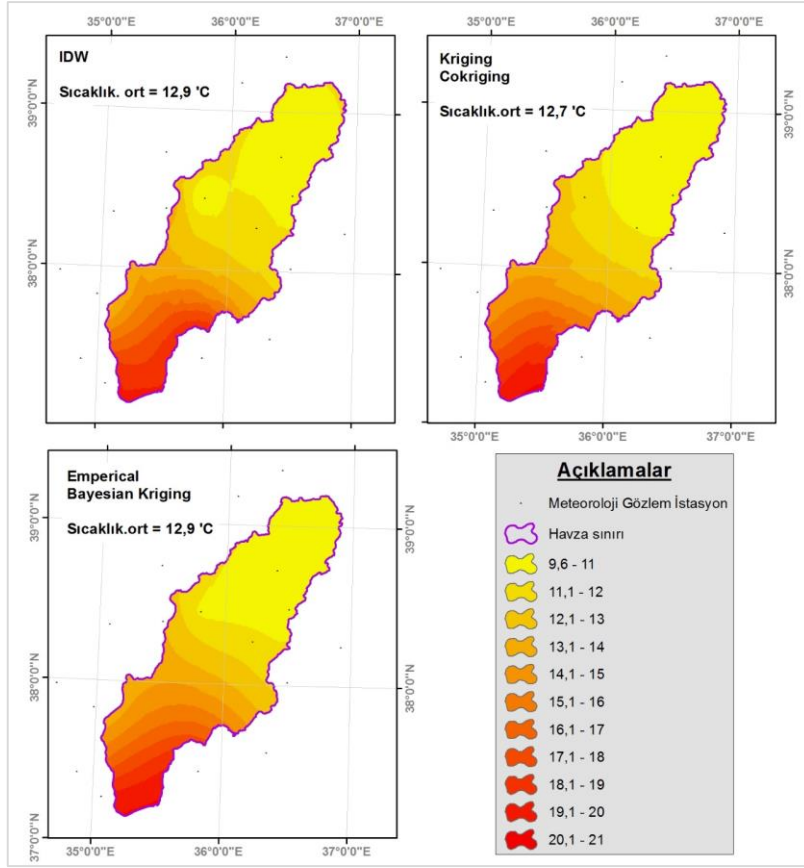 35°0'0"E 36°0'0"E 37°0'0"E
IDW
Sıcaklık. ort = 12,9 'C
39°0'0"N
38°0'0"N
Kriging
Cokriging
Sıcaklık.ort = 12,7 'C
39°0'0"N
38°0'0"N
35°0'0"E 36°0'0"E 37°0'0"E
Emperical
Bayesian Kriging
Sıcaklık.ort = 12,9 'C
39°0'0"N
38°0'0"N
37°0'0"N
39°0'0"N
38°0'0"N
35°0'0"E 36°0'0"E 37°0'0"E
Açıklamalar
Meteoroloji Gözlem İstasyon
Havza sınırı
9,6 - 11
11,1 - 12
12,1 - 13
13,1 - 14
14,1 - 15
15,1 - 16
16,1 - 17
17,1 - 18
18,1 - 19
19,1 - 20
20,1 - 21